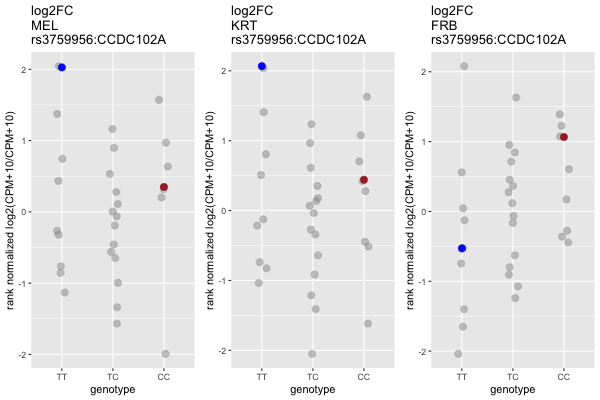 log2FC
MEL
rs3759956:CCDC102A
rank normalized log2(CPM+10/CPM+10)
2
1
0
-1
-2
TT
TC
CC
genotype
log2FC
KRT
rs3759956:CCDC102A
rank normalized log2(CPM+10/CPM+10)
2
1
0
-1
-2
TT
TC
CC
genotype
log2FC
FRB
rs3759956:CCDC102A
rank normalized log2(CPM+10/CPM+10)
2
1
0
-1
-2
TT
TC
CC
genotype